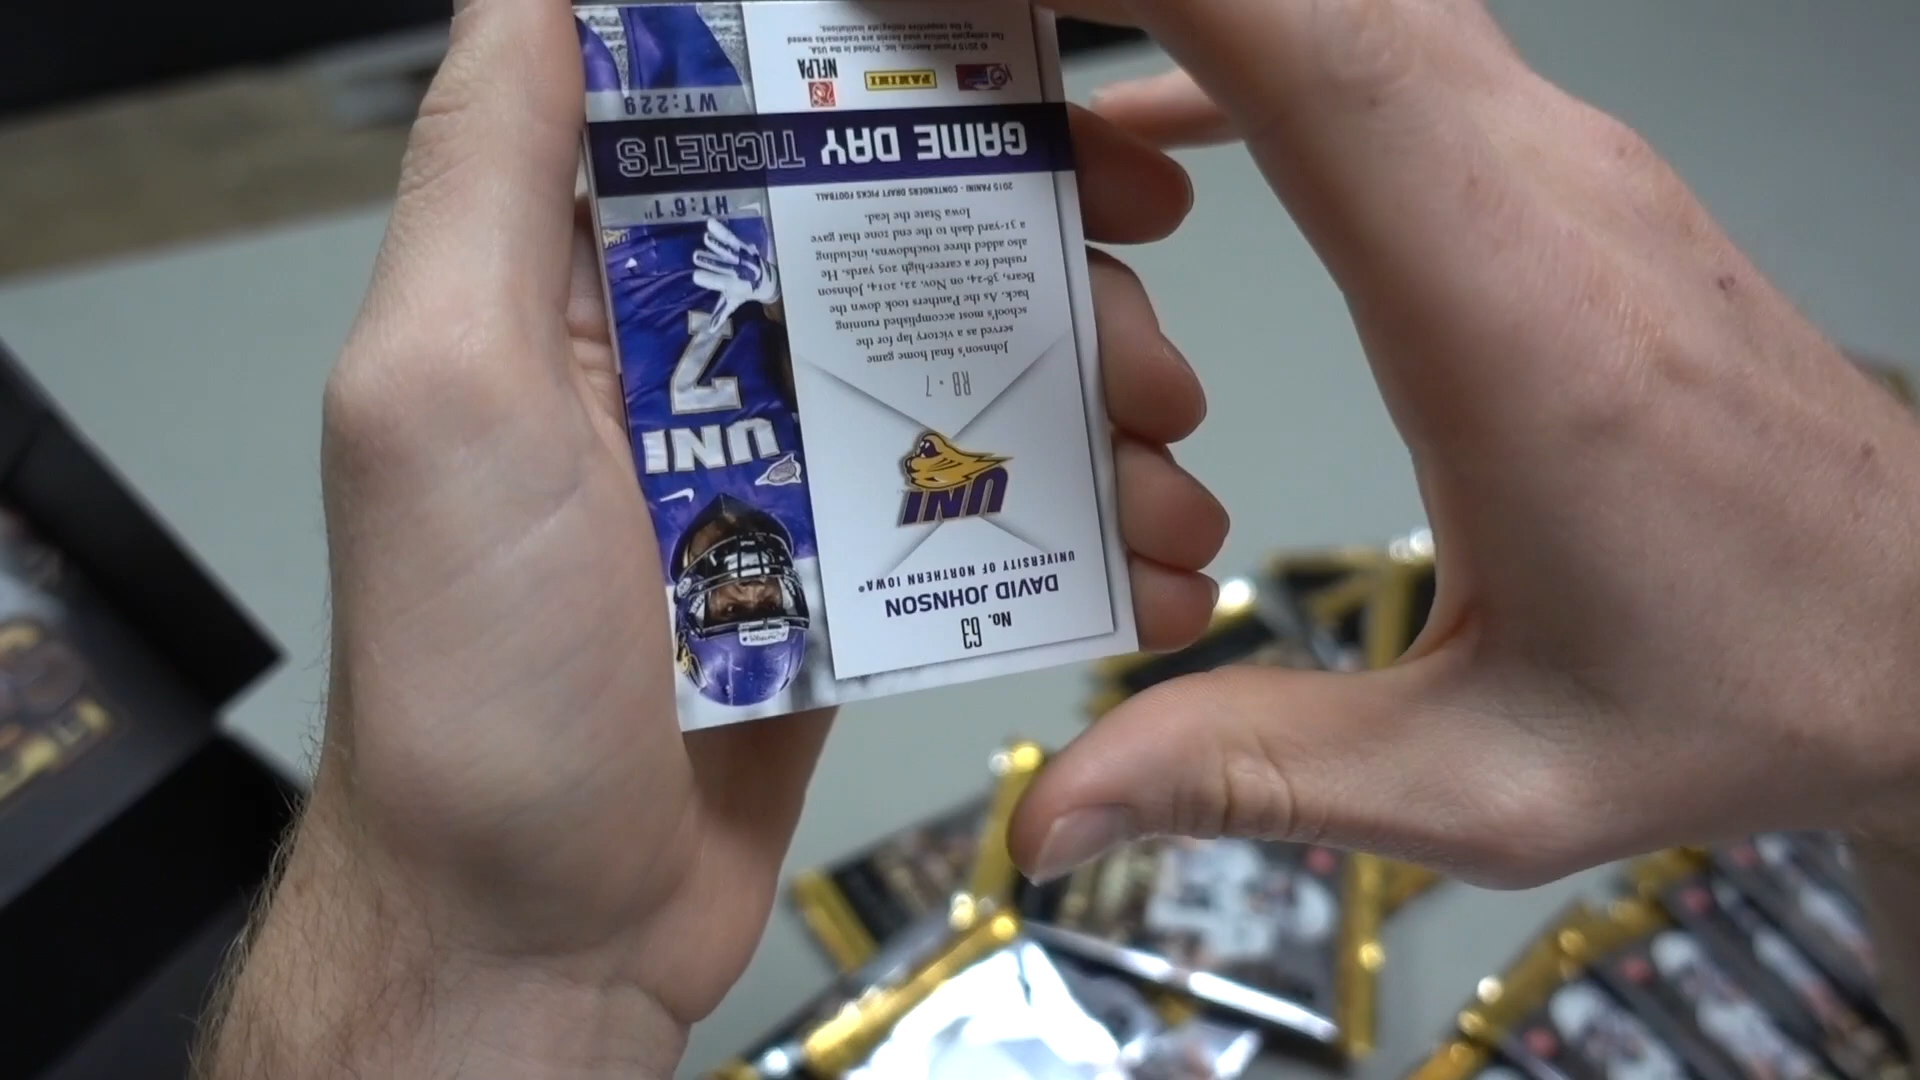 No. 63
DAVID JOHNSON
UNIVERSITY OF NORTHERN IOWA®
UNI
RB • 7
Johnson's final home game
served as a victory lap for the
school's most accomplished running
back. As the Panthers took down the
Bears, 38-24, on Nov. 22, 2014, Johnson
rushed for a career-high 205 yards. He
also added three touchdowns, including
a 31-yard dash to the end zone that gave
Iowa State the lead.
2015 PANINI - CONTENDERS DRAFT PICKS FOOTBALL
GAME DAY TICKETS
PANINI
NFLPA
© 2015 Panini America, Inc. Printed in the USA.
The collegiate indicia used herein are trademarks owned
by the respective collegiate institutions.
UNI
7
HT: 6'1"
WT: 229